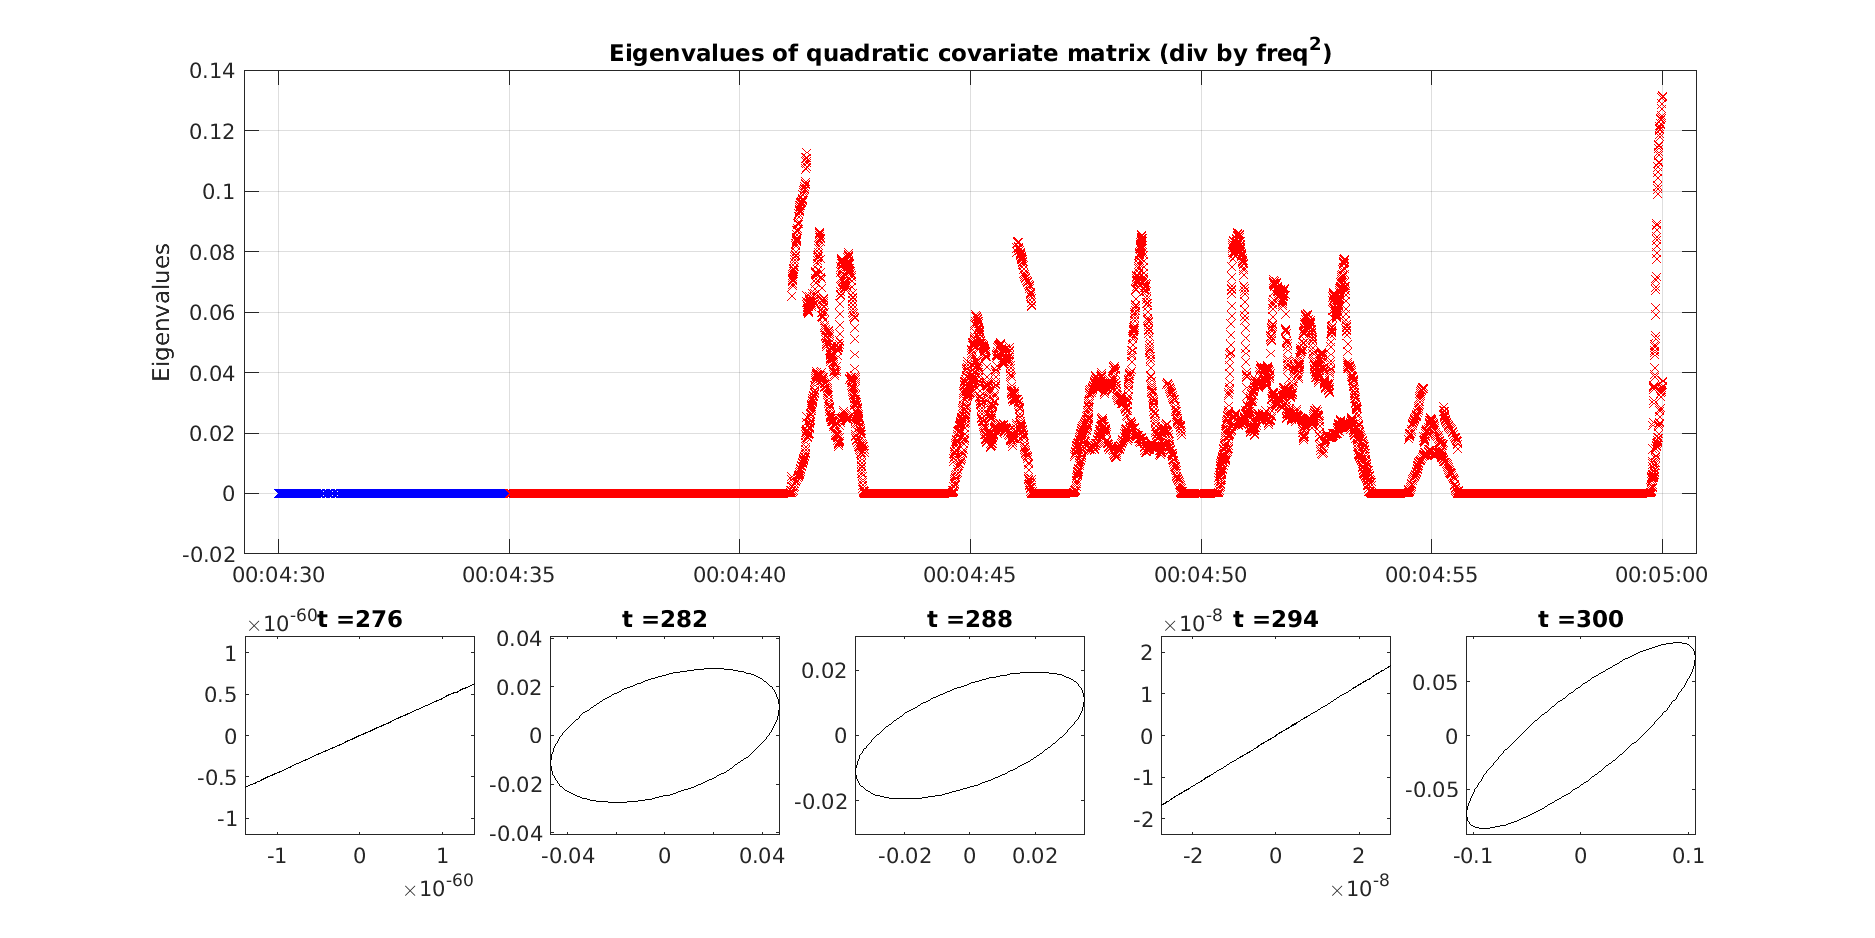 Eigenvalues of quadratic covariate matrix (div by freq²)
Eigenvalues
0.14
0.12
0.1
0.08
0.06
0.04
0.02
0
-0.02
00:04:30 00:04:35 00:04:40 00:04:45 00:04:50 00:04:55 00:05:00
×10⁻⁶⁰ t =276
1
0.5
0
-0.5
-1
-1 0 1
×10⁻⁶⁰
t =282
0.04
0.02
0
-0.02
-0.04
-0.04 0 0.04
t =288
0.02
0
-0.02
-0.02 0 0.02
×10⁻⁸ t =294
2
1
0
-1
-2
-2 0 2
×10⁻⁸
t =300
0.05
0
-0.05
-0.1 0 0.1